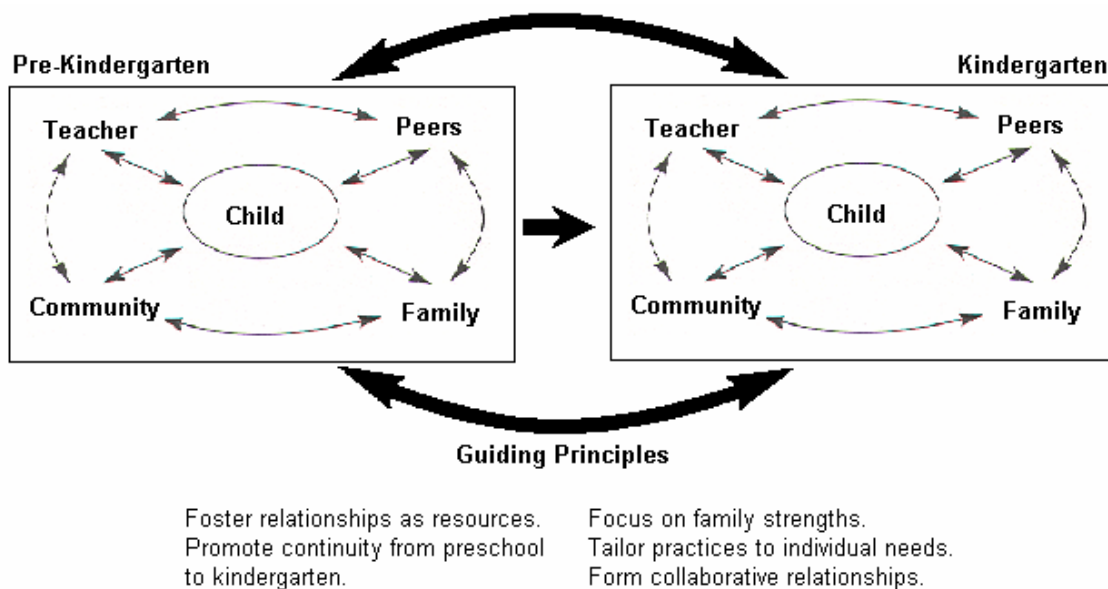 Pre-Kindergarten
Teacher
Peers
Child
Community
Family
Kindergarten
Teacher
Peers
Child
Community
Family
Guiding Principles
Foster relationships as resources.
Promote continuity from preschool
to kindergarten.
Focus on family strengths.
Tailor practices to individual needs.
Form collaborative relationships.